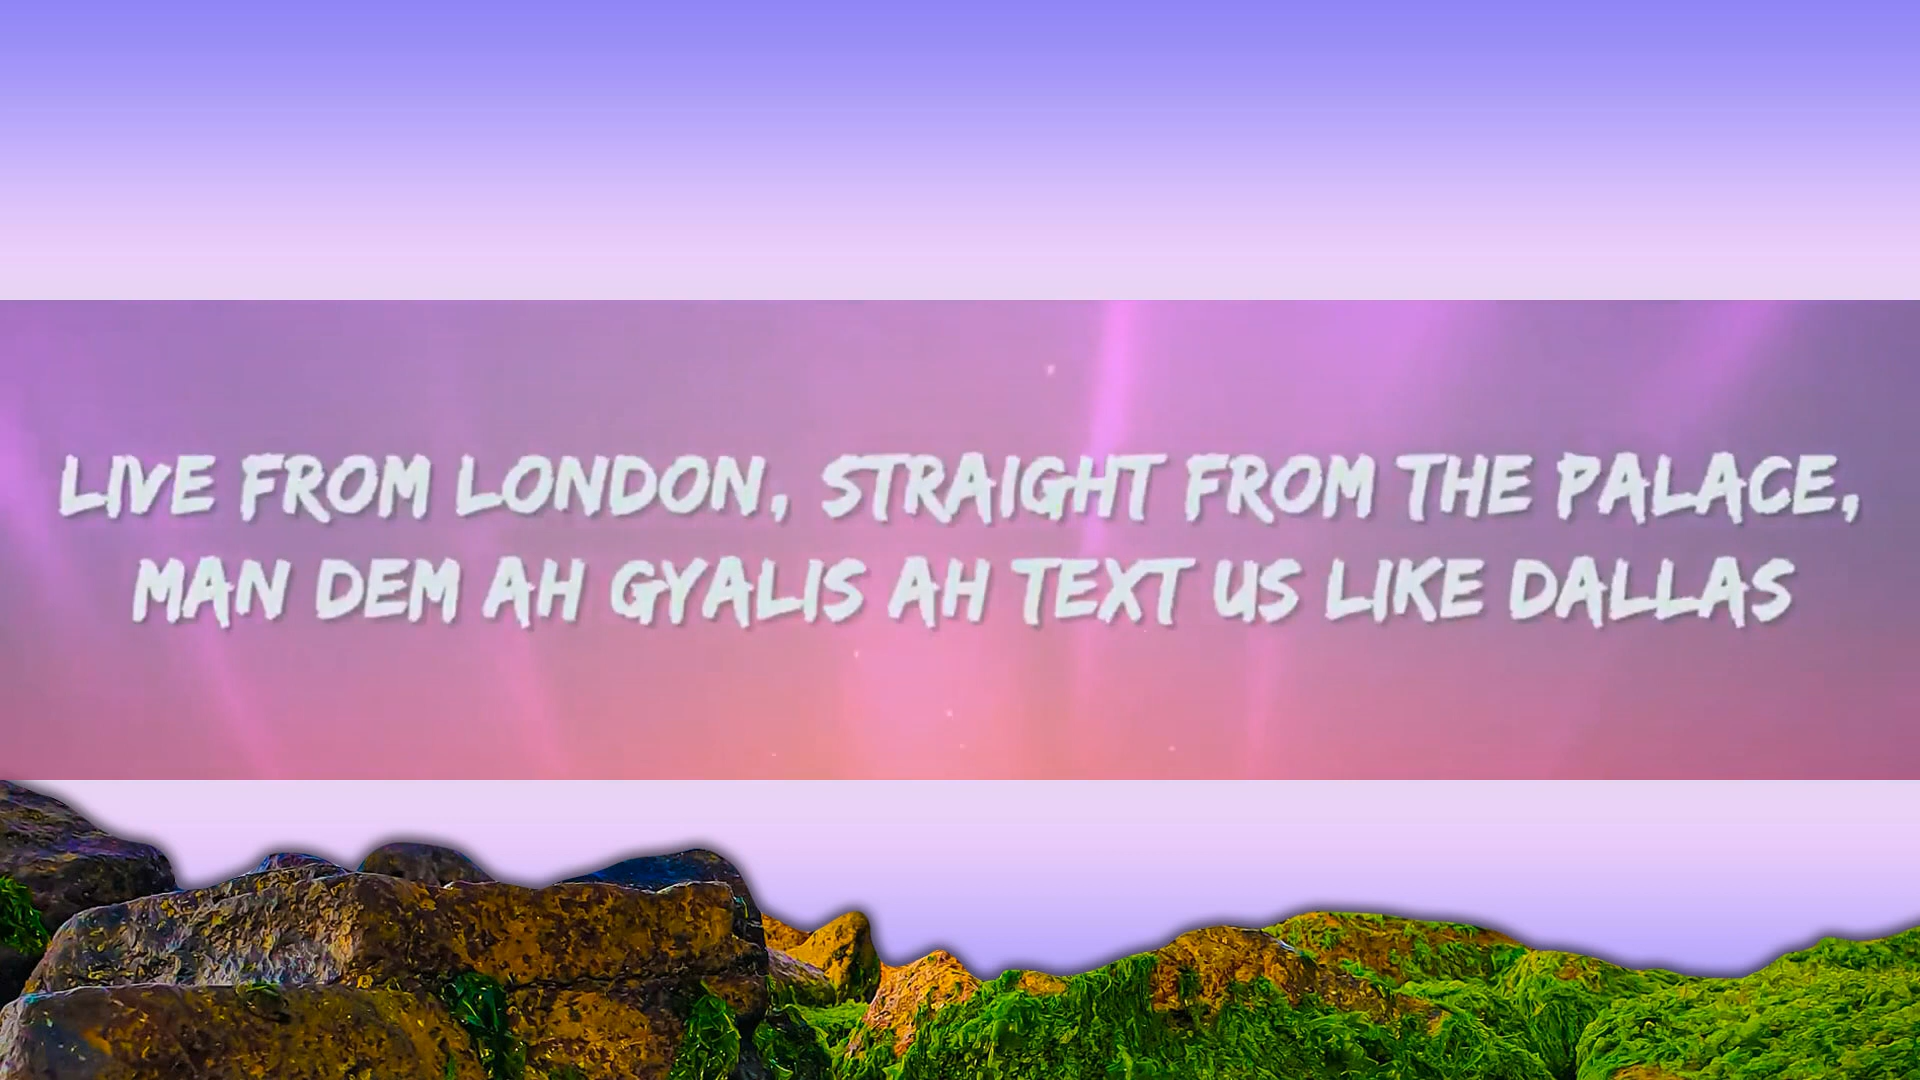 LIVE FROM LONDON, STRAIGHT FROM THE PALACE,
MAN DEM AH GYALIS AH TEXT US LIKE DALLAS